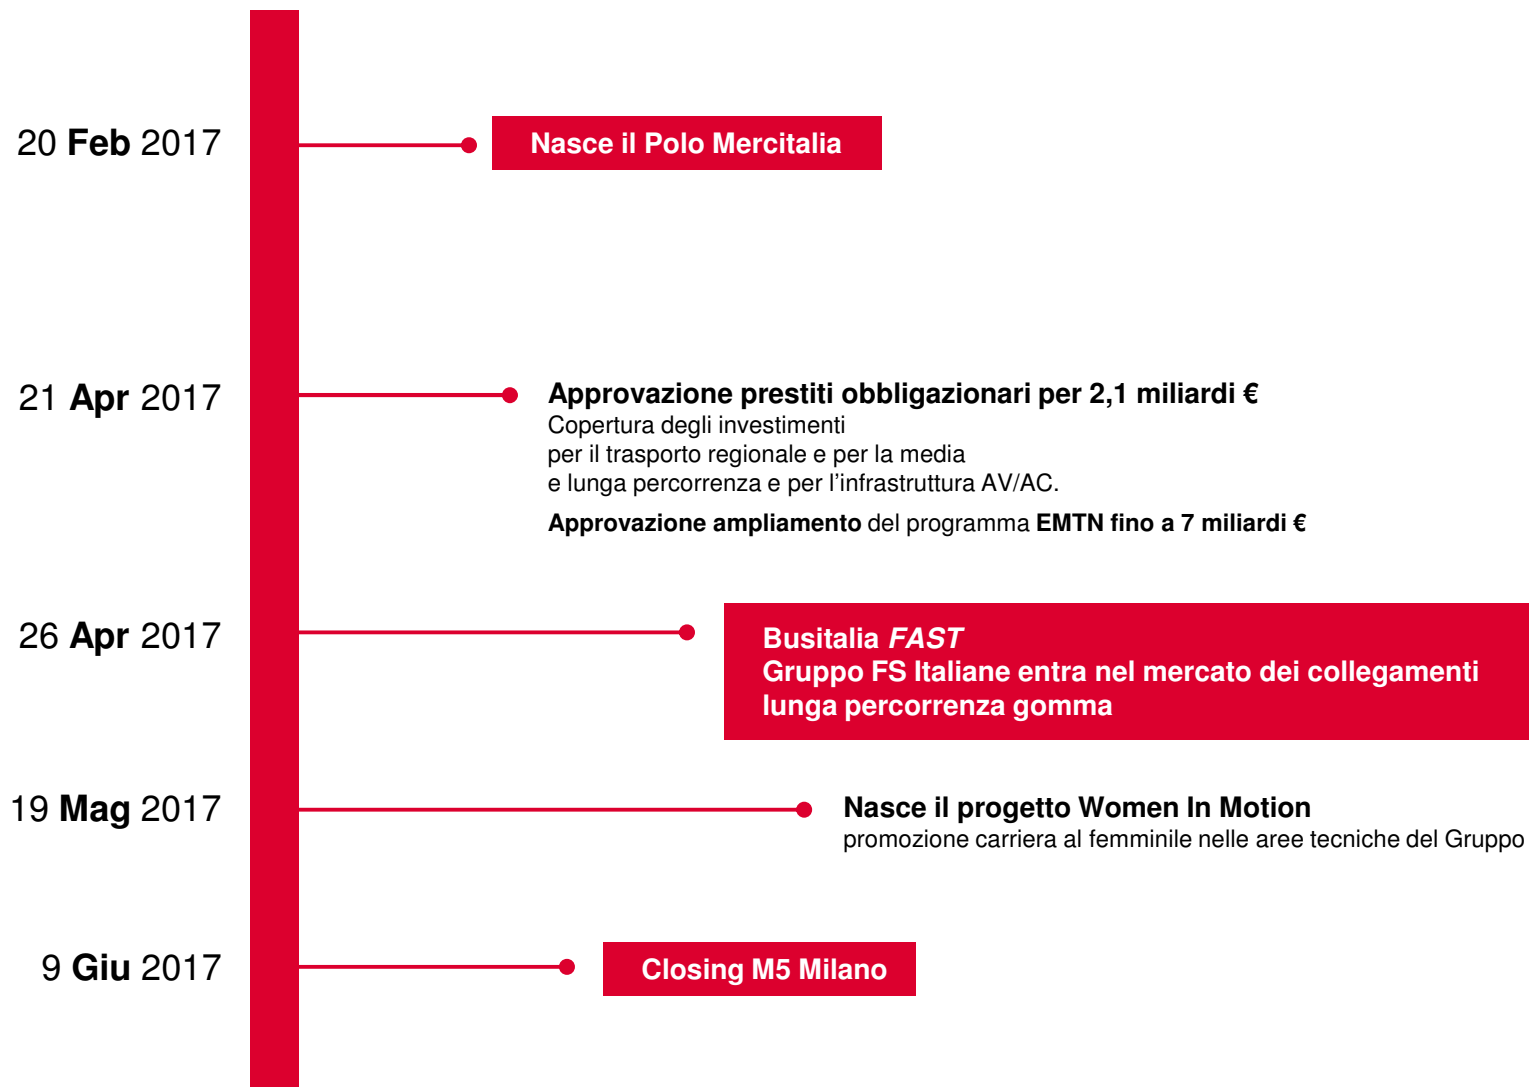 20 Feb 2017
Nasce il Polo Mercitalia
21 Apr 2017
Approvazione prestiti obbligazionari per 2,1 miliardi €
Copertura degli investimenti
per il trasporto regionale e per la media
e lunga percorrenza e per l’infrastruttura AV/AC.
Approvazione ampliamento del programma EMTN fino a 7 miliardi €
26 Apr 2017
Busitalia FAST
Gruppo FS Italiane entra nel mercato dei collegamenti
lunga percorrenza gomma
19 Mag 2017
Nasce il progetto Women In Motion
promozione carriera al femminile nelle aree tecniche del Gruppo
9 Giu 2017
Closing M5 Milano